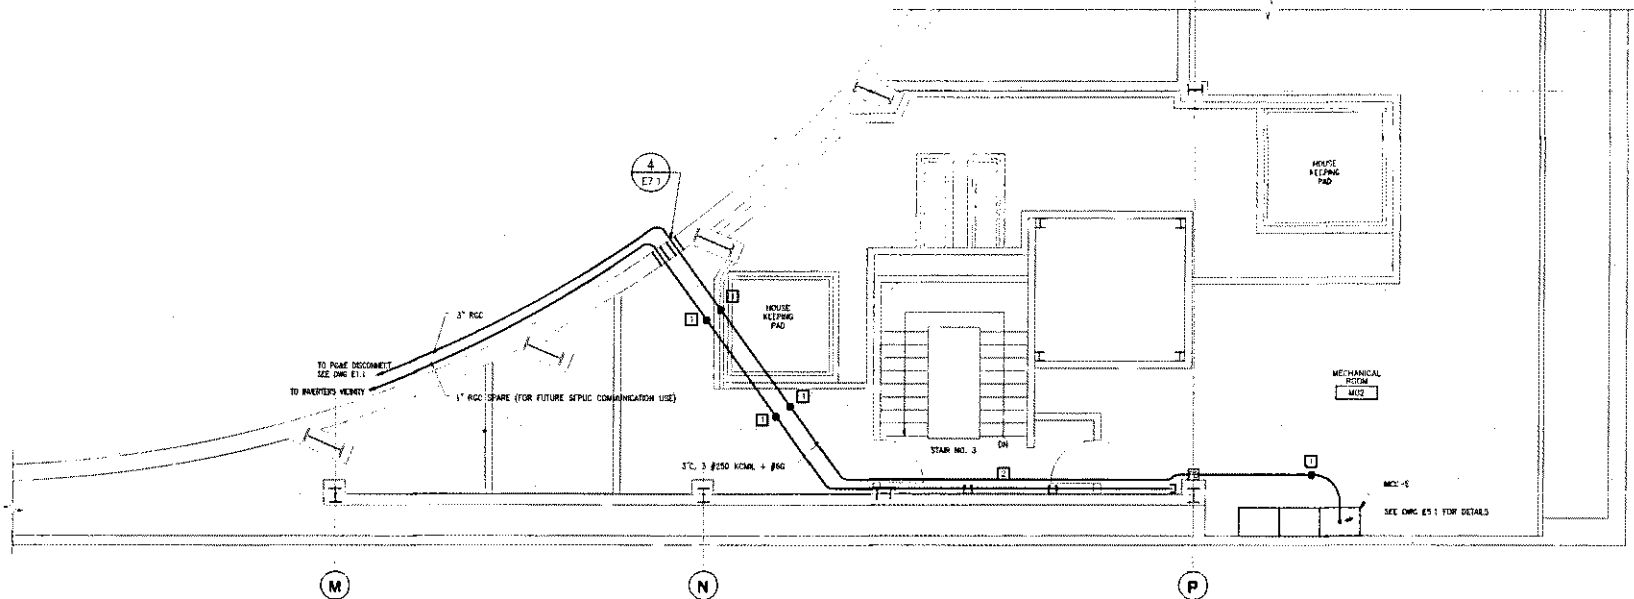 4
E7.1
HOUSE
KEEPING
PAD
1
1
HOUSE
KEEPING
PAD
3" RGC
TO PG&E DISCONNECT
SEE DWG E1.1
TO INVERTERS VICINITY
1" RGC SPARE (FOR FUTURE SFPUC COMMUNICATION USE)
MECHANICAL
ROOM
M02
1
1
STAIR NO. 3
DN
3"C, 3 #250 KCMIL + #6G
2
1
MCC-S
SEE DWG E5.1 FOR DETAILS
M
N
P